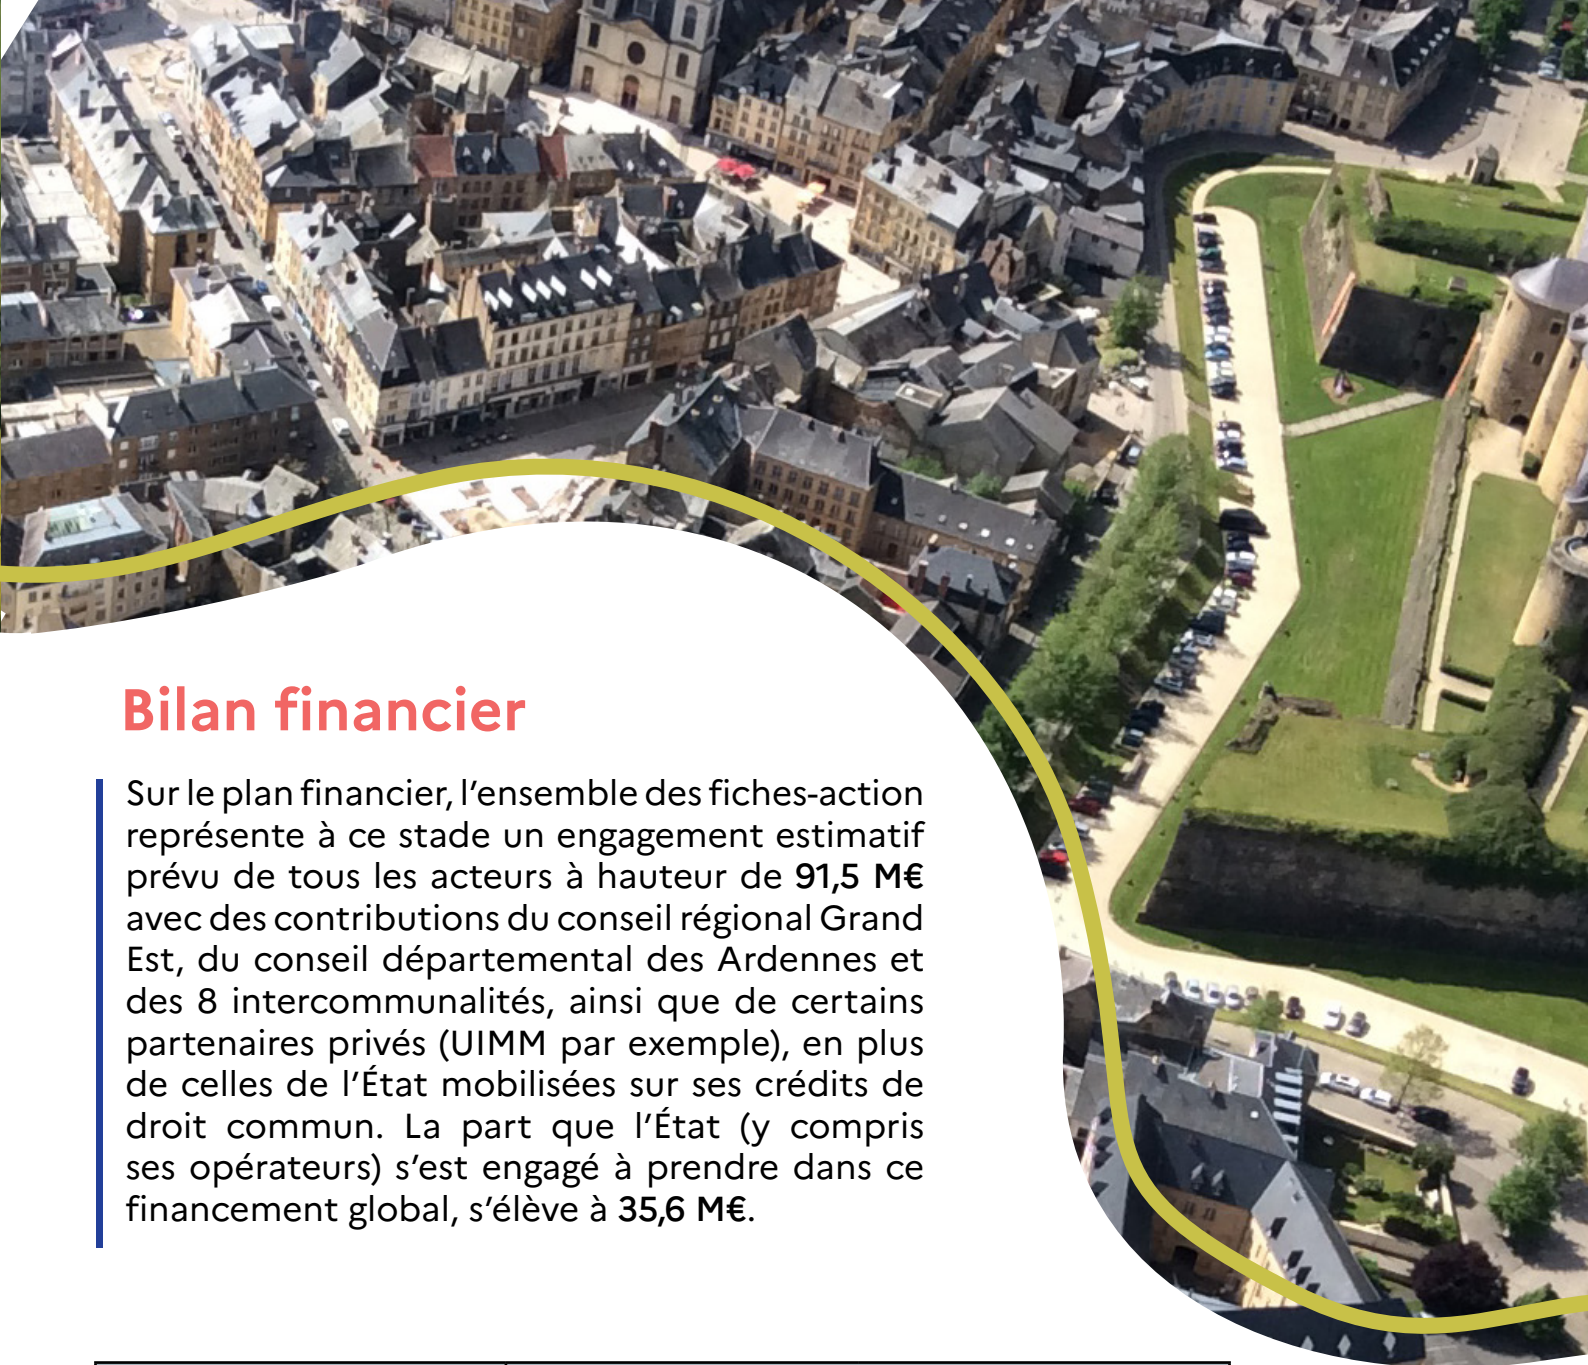 Bilan financier
Sur le plan financier, l’ensemble des fiches-action
représente à ce stade un engagement estimatif
prévu de tous les acteurs à hauteur de 91,5 M€
avec des contributions du conseil régional Grand
Est, du conseil départemental des Ardennes et
des 8 intercommunalités, ainsi que de certains
partenaires privés (UIMM par exemple), en plus
de celles de l’État mobilisées sur ses crédits de
droit commun. La part que l’État (y compris
ses opérateurs) s’est engagé à prendre dans ce
financement global, s’élève à 35,6 M€.